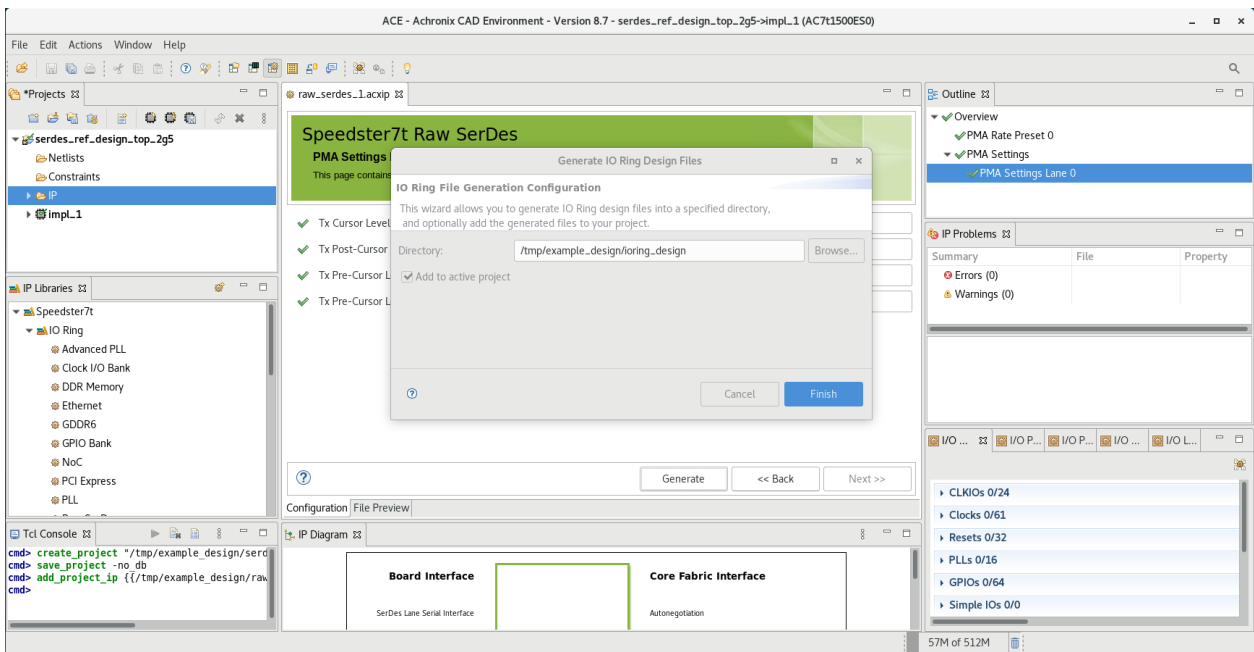 ACE - Achronix CAD Environment - Version 8.7 - serdes_ref_design_top_2g5->impl_1 (AC7t1500ES0)
File Edit Actions Window Help
*Projects
serdes_ref_design_top_2g5
Netlists
Constraints
IP
impl_1
IP Libraries
Speedster7t
IO Ring
Advanced PLL
Clock I/O Bank
DDR Memory
Ethernet
GDDR6
GPIO Bank
NoC
PCI Express
PLL
Tcl Console
cmd> create_project "/tmp/example_design/serd
cmd> save_project -no_db
cmd> add_project_ip {{/tmp/example_design/raw
cmd>
raw_serdes_1.acxip
Speedster7t Raw SerDes
PMA Settings
This page contains
Tx Cursor Level
Tx Post-Cursor
Tx Pre-Cursor L
Tx Pre-Cursor L
Generate IO Ring Design Files
IO Ring File Generation Configuration
This wizard allows you to generate IO Ring design files into a specified directory,
and optionally add the generated files to your project.
Directory: /tmp/example_design/ioring_design Browse...
Add to active project
Cancel Finish
Generate << Back Next >>
Configuration File Preview
IP Diagram
Board Interface Core Fabric Interface
SerDes Lane Serial Interface Autonegotiation
Outline
Overview
PMA Rate Preset 0
PMA Settings
PMA Settings Lane 0
IP Problems
Summary File Property
Errors (0)
Warnings (0)
I/O ... I/O P... I/O P... I/O ... I/O L...
CLKIOs 0/24
Clocks 0/61
Resets 0/32
PLLs 0/16
GPIOs 0/64
Simple IOs 0/0
57M of 512M